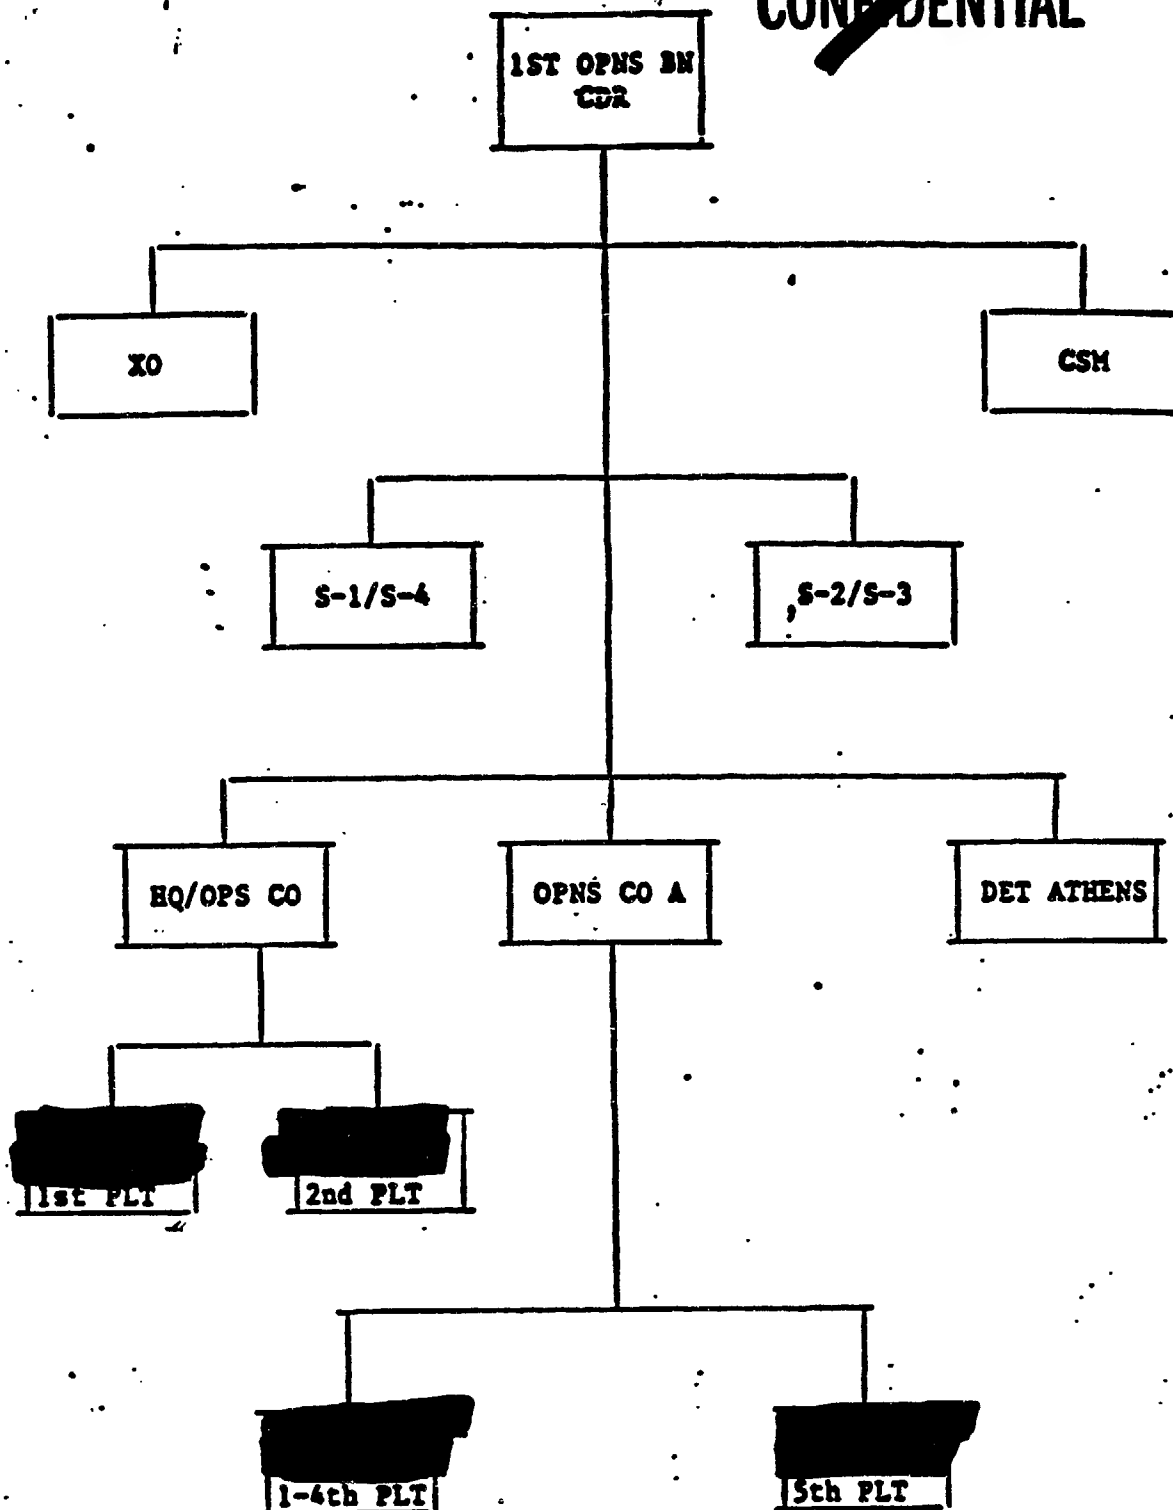 CONFIDENTIAL
1ST OPNS BN
CDR
XO
CSM
S-1/S-4
,S-2/S-3
HQ/OPS CO
OPNS CO A
DET ATHENS
1st PLT
2nd PLT
1-4th PLT
5th PLT